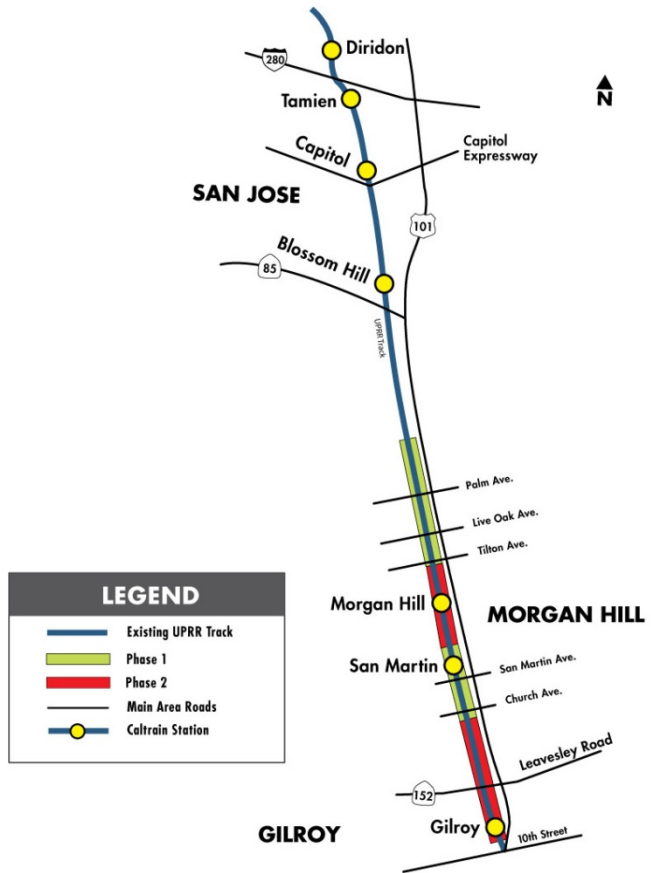 Diridon
280
N
Tamien
Capitol
Expressway
Capitol
SAN JOSE
101
Blossom Hill
85
UPRR Track
Palm Ave.
Live Oak Ave.
Tilton Ave.
LEGEND
Existing UPRR Track
Phase 1
Phase 2
Main Area Roads
Caltrain Station
Morgan Hill
MORGAN HILL
San Martin
San Martin Ave.
Church Ave.
Leavesley Road
152
GILROY
Gilroy
10th Street